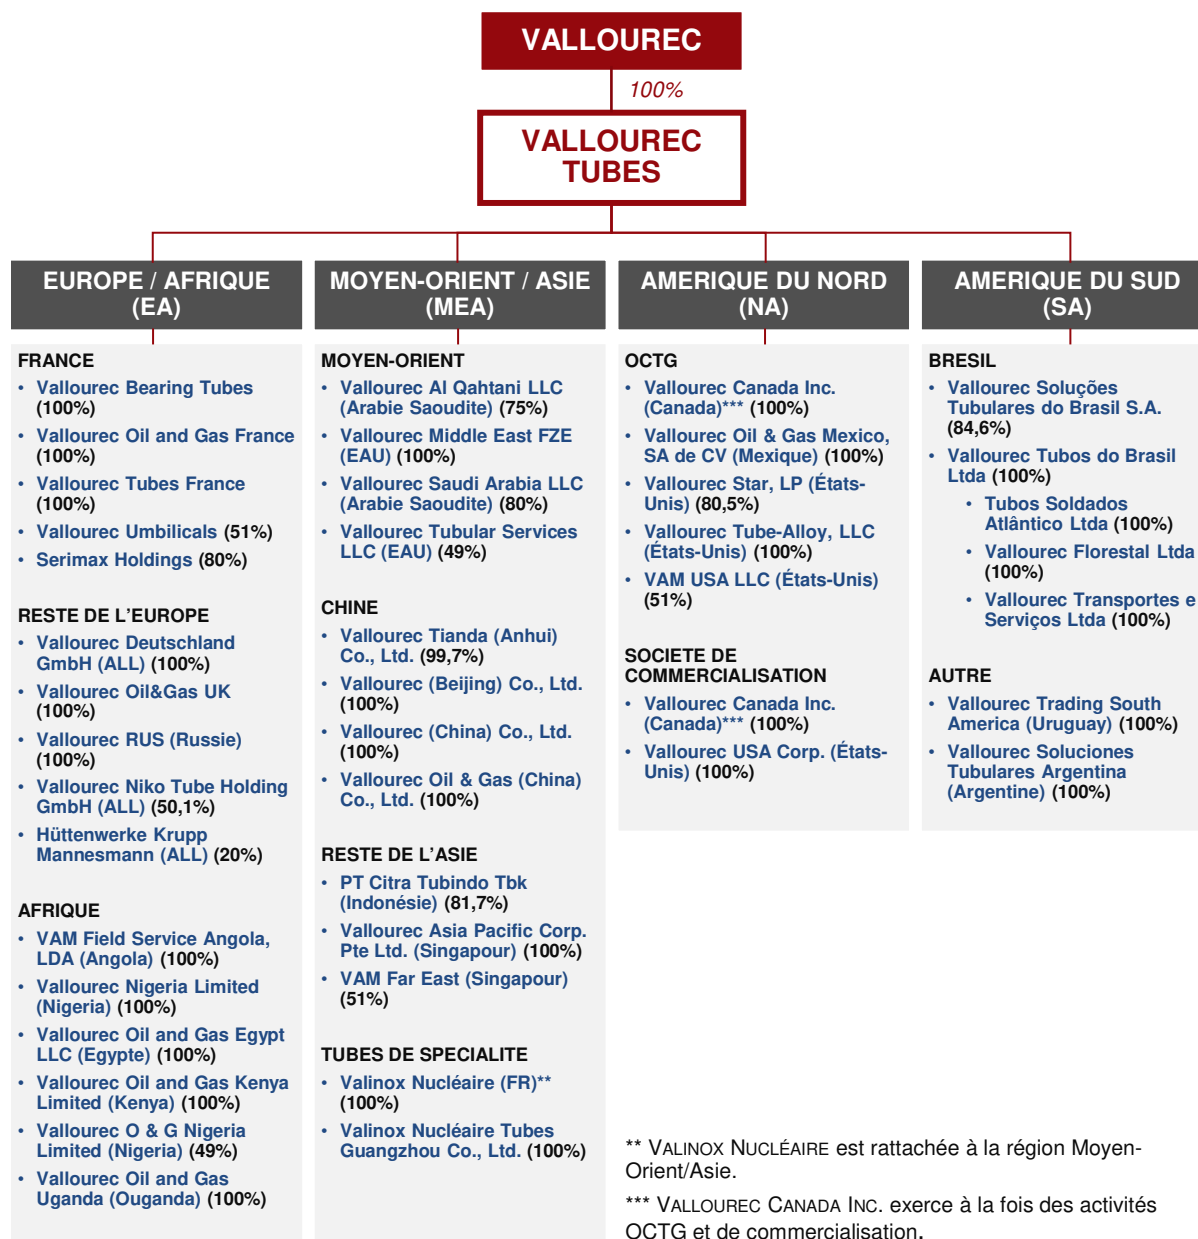 VALLOUREC
100%
VALLOUREC
TUBES
EUROPE / AFRIQUE
(EA)
FRANCE
• Vallourec Bearing Tubes
(100%)
• Vallourec Oil and Gas France
(100%)
• Vallourec Tubes France
(100%)
• Vallourec Umbilicals (51%)
• Serimax Holdings (80%)
RESTE DE L'EUROPE
• Vallourec Deutschland
GmbH (ALL) (100%)
• Vallourec Oil&Gas UK
(100%)
• Vallourec RUS (Russie)
(100%)
• Vallourec Niko Tube Holding
GmbH (ALL) (50,1%)
• Hüttenwerke Krupp
Mannesmann (ALL) (20%)
AFRIQUE
• VAM Field Service Angola,
LDA (Angola) (100%)
• Vallourec Nigeria Limited
(Nigeria) (100%)
• Vallourec Oil and Gas Egypt
LLC (Egypte) (100%)
• Vallourec Oil and Gas Kenya
Limited (Kenya) (100%)
• Vallourec O & G Nigeria
Limited (Nigeria) (49%)
• Vallourec Oil and Gas
Uganda (Ouganda) (100%)
MOYEN-ORIENT / ASIE
(MEA)
MOYEN-ORIENT
• Vallourec Al Qahtani LLC
(Arabie Saoudite) (75%)
• Vallourec Middle East FZE
(EAU) (100%)
• Vallourec Saudi Arabia LLC
(Arabie Saoudite) (80%)
• Vallourec Tubular Services
LLC (EAU) (49%)
CHINE
• Vallourec Tianda (Anhui)
Co., Ltd. (99,7%)
• Vallourec (Beijing) Co., Ltd.
(100%)
• Vallourec (China) Co., Ltd.
(100%)
• Vallourec Oil & Gas (China)
Co., Ltd. (100%)
RESTE DE L'ASIE
• PT Citra Tubindo Tbk
(Indonésie) (81,7%)
• Vallourec Asia Pacific Corp.
Pte Ltd. (Singapour) (100%)
• VAM Far East (Singapour)
(51%)
TUBES DE SPECIALITE
• Valinox Nucléaire (FR)**
(100%)
• Valinox Nucléaire Tubes
Guangzhou Co., Ltd. (100%)
AMERIQUE DU NORD
(NA)
OCTG
• Vallourec Canada Inc.
(Canada)*** (100%)
• Vallourec Oil & Gas Mexico,
SA de CV (Mexique) (100%)
• Vallourec Star, LP (États-
Unis) (80,5%)
• Vallourec Tube-Alloy, LLC
(États-Unis) (100%)
• VAM USA LLC (États-Unis)
(51%)
SOCIETE DE
COMMERCIALISATION
• Vallourec Canada Inc.
(Canada)*** (100%)
• Vallourec USA Corp. (États-
Unis) (100%)
AMERIQUE DU SUD
(SA)
BRESIL
• Vallourec Soluções
Tubulares do Brasil S.A.
(84,6%)
• Vallourec Tubos do Brasil
Ltda (100%)
• Tubos Soldados
Atlântico Ltda (100%)
• Vallourec Florestal Ltda
(100%)
• Vallourec Transportes e
Serviços Ltda (100%)
AUTRE
• Vallourec Trading South
America (Uruguay) (100%)
• Vallourec Soluciones
Tubulares Argentina
(Argentine) (100%)
** VALINOX NUCLÉAIRE est rattachée à la région Moyen-
Orient/Asie.
*** VALLOUREC CANADA INC. exerce à la fois des activités
OCTG et de commercialisation.